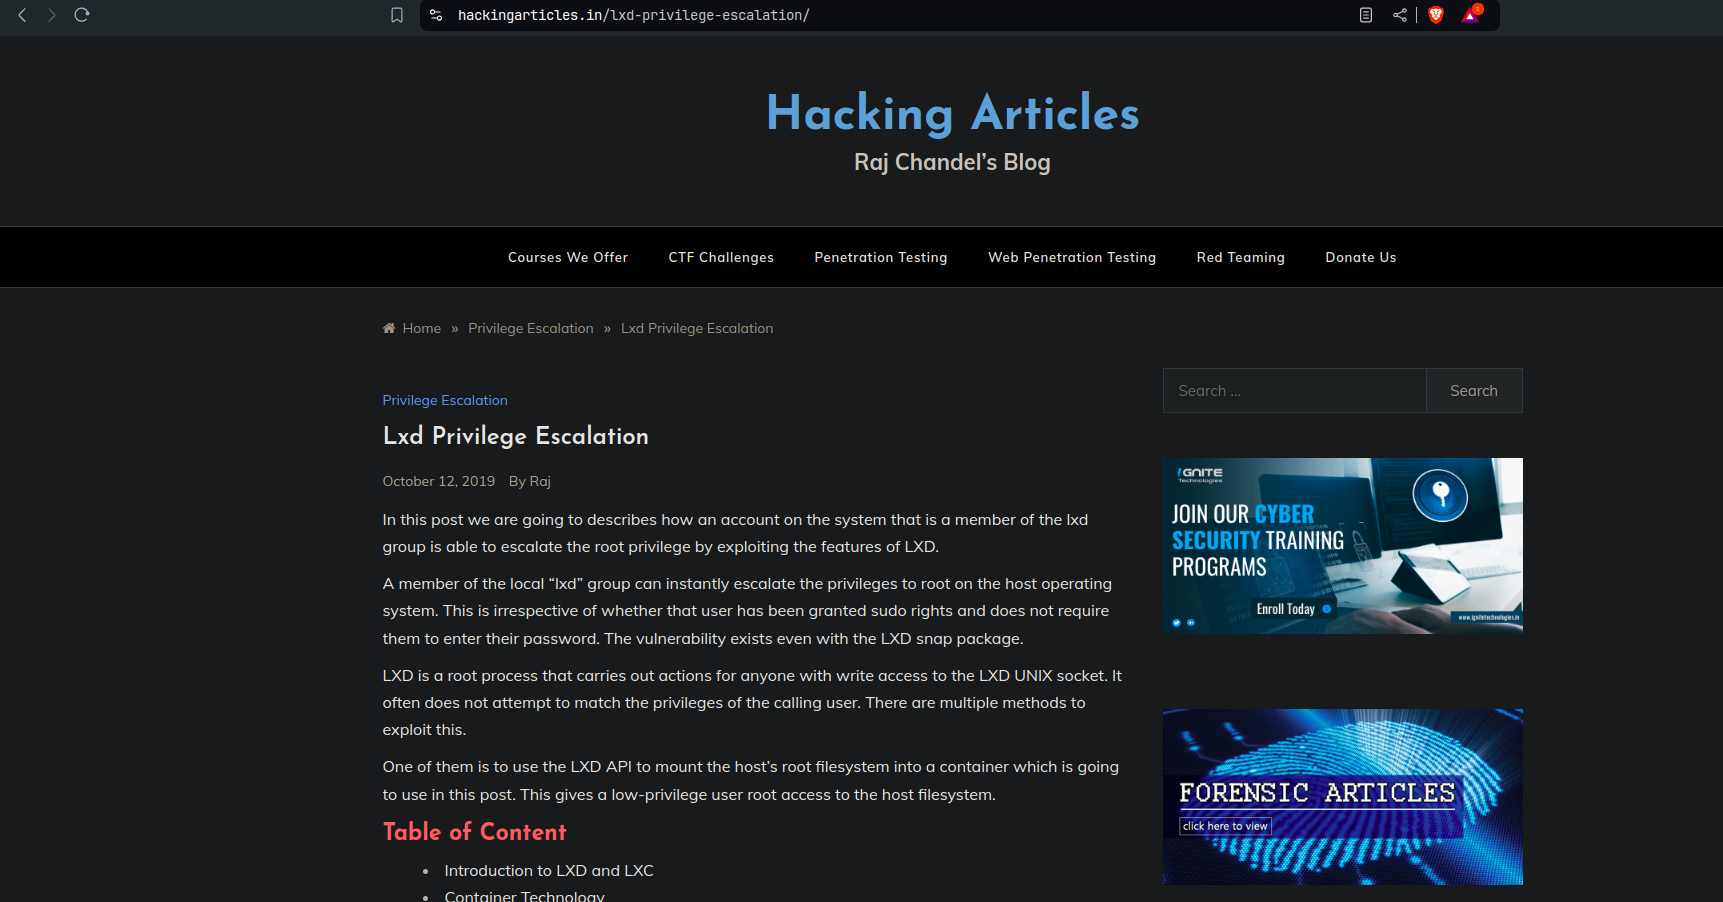 hackingarticles.in/lxd-privilege-escalation/
1
Hacking Articles
Raj Chandel's Blog
Courses We Offer CTF Challenges Penetration Testing Web Penetration Testing Red Teaming Donate Us
Home » Privilege Escalation » Lxd Privilege Escalation
Privilege Escalation
Lxd Privilege Escalation
October 12, 2019 By Raj
In this post we are going to describes how an account on the system that is a member of the lxd
group is able to escalate the root privilege by exploiting the features of LXD.
A member of the local “lxd” group can instantly escalate the privileges to root on the host operating
system. This is irrespective of whether that user has been granted sudo rights and does not require
them to enter their password. The vulnerability exists even with the LXD snap package.
LXD is a root process that carries out actions for anyone with write access to the LXD UNIX socket. It
often does not attempt to match the privileges of the calling user. There are multiple methods to
exploit this.
One of them is to use the LXD API to mount the host’s root filesystem into a container which is going
to use in this post. This gives a low-privilege user root access to the host filesystem.
Table of Content
Introduction to LXD and LXC
Container Technology
Search ... Search
IGNITE
Technologies
JOIN OUR CYBER
SECURITY TRAINING
PROGRAMS
Enroll Today
www.ignitetechnologies.in
FORENSIC ARTICLES
click here to view